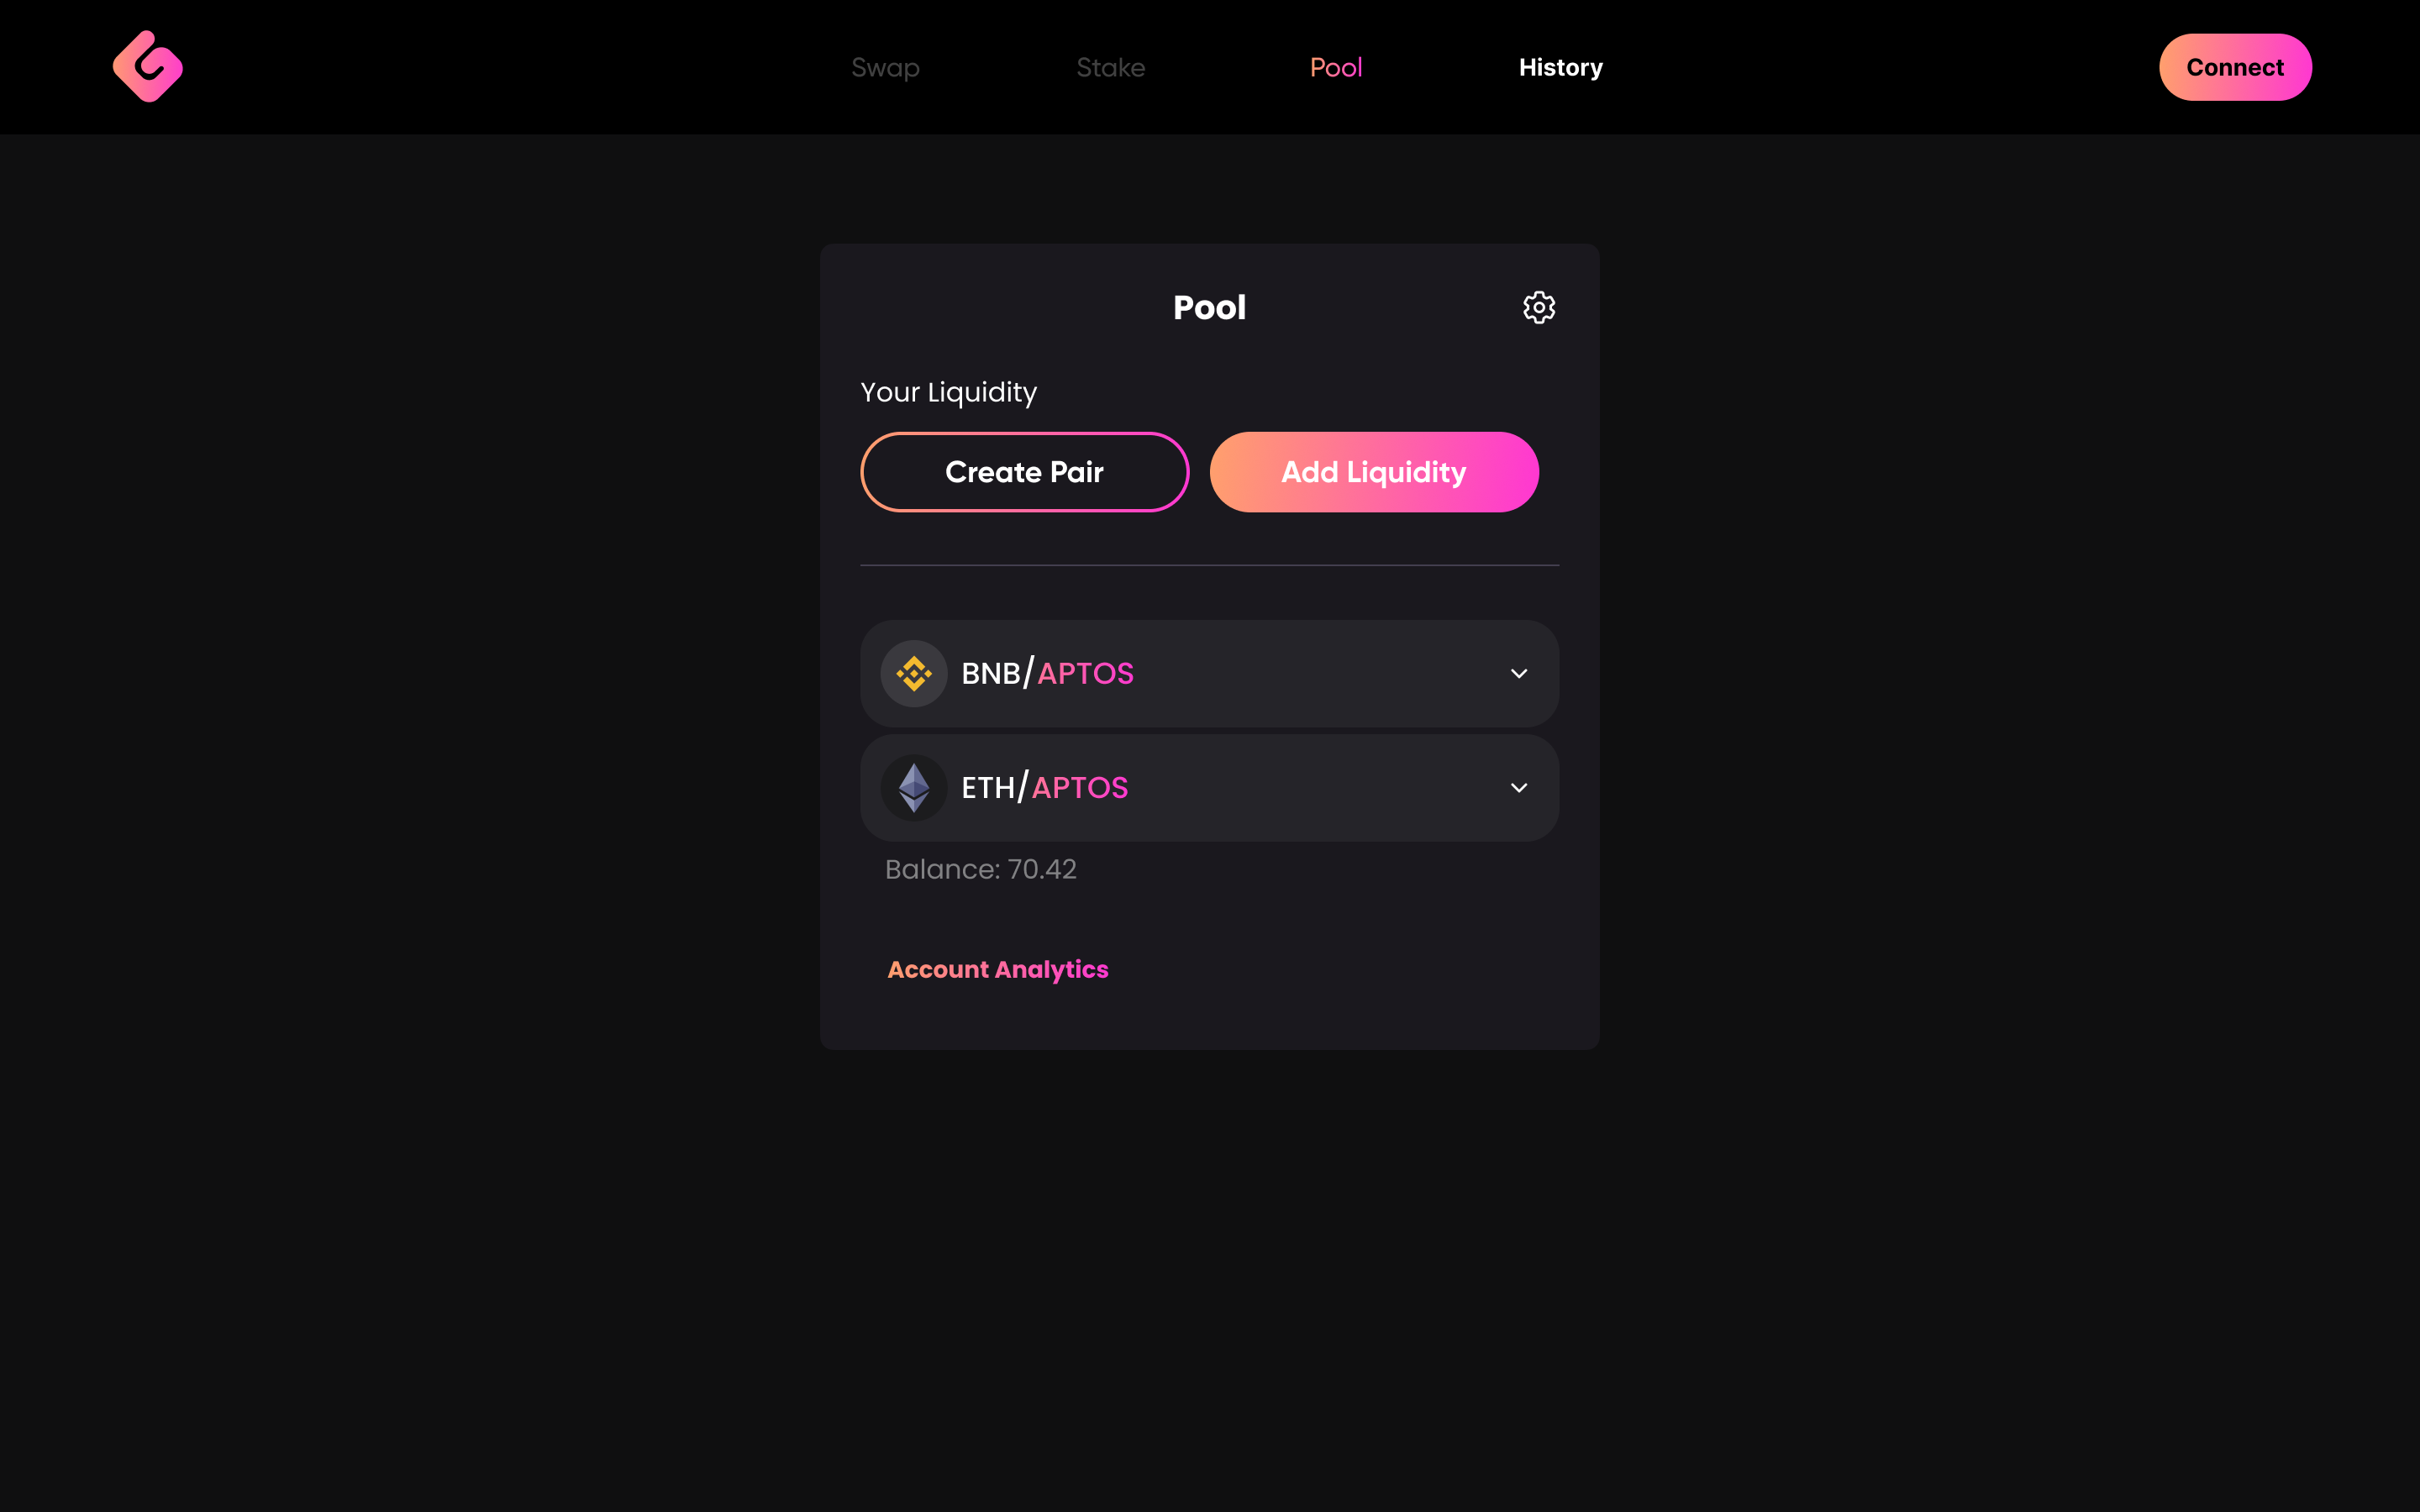 Swap Stake Pool History Connect
Pool
Your Liquidity
Create Pair Add Liquidity
BNB/APTOS
ETH/APTOS
Balance: 70.42
Account Analytics